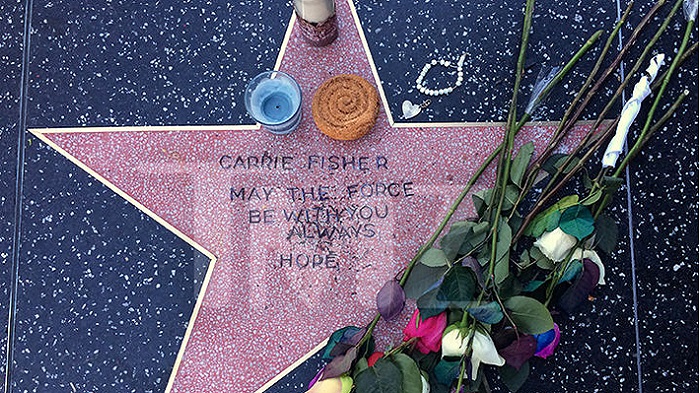 CARRIE FISHER
MAY THE FORCE
BE WITH YOU
ALWAYS
HOPE